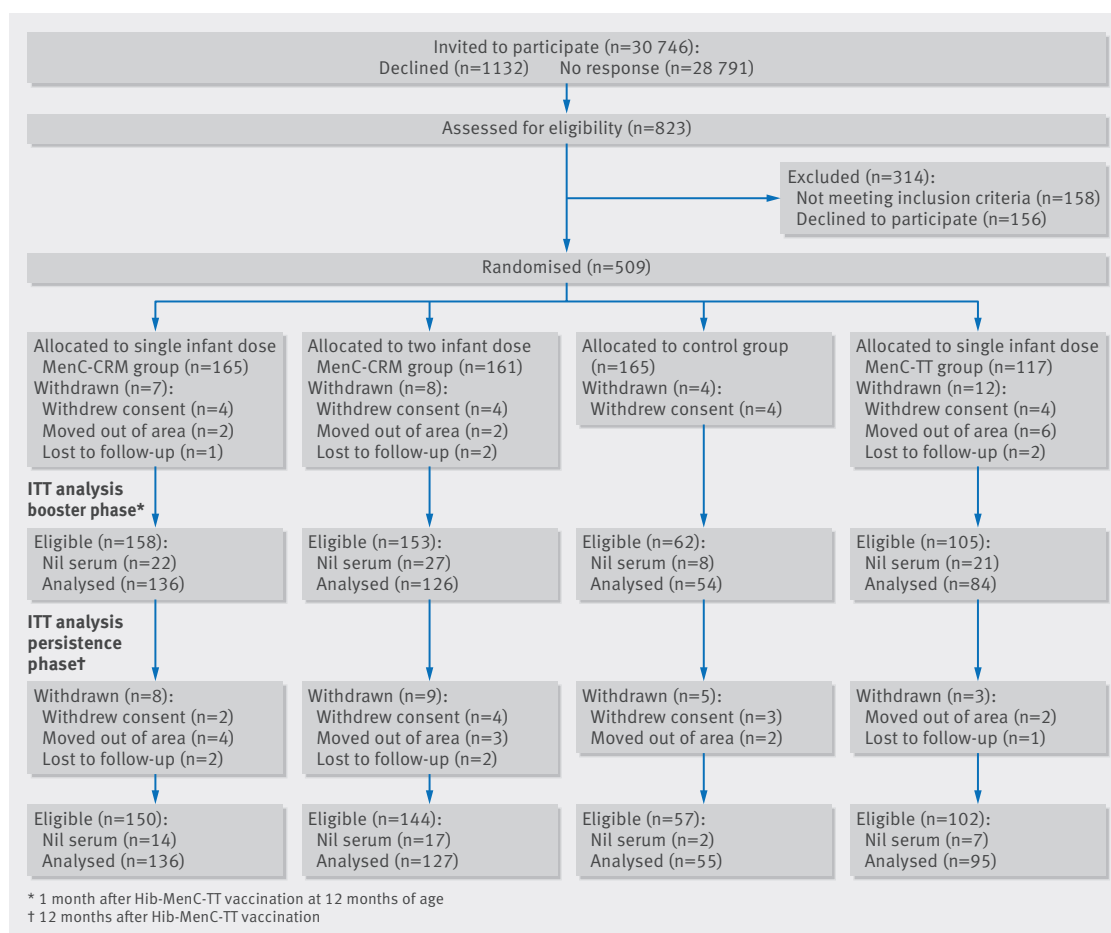 Invited to participate (n=30 746):
Declined (n=1132) No response (n=28 791)
Assessed for eligibility (n=823)
Excluded (n=314):
Not meeting inclusion criteria (n=158)
Declined to participate (n=156)
Randomised (n=509)
Allocated to single infant dose
MenC-CRM group (n=165)
Withdrawn (n=7):
Withdrew consent (n=4)
Moved out of area (n=2)
Lost to follow-up (n=1)
Allocated to two infant dose
MenC-CRM group (n=161)
Withdrawn (n=8):
Withdrew consent (n=4)
Moved out of area (n=2)
Lost to follow-up (n=2)
Allocated to control group
(n=165)
Withdrawn (n=4):
Withdrew consent (n=4)
Allocated to single infant dose
MenC-TT group (n=117)
Withdrawn (n=12):
Withdrew consent (n=4)
Moved out of area (n=6)
Lost to follow-up (n=2)
ITT analysis
booster phase*
Eligible (n=158):
Nil serum (n=22)
Analysed (n=136)
Eligible (n=153):
Nil serum (n=27)
Analysed (n=126)
Eligible (n=62):
Nil serum (n=8)
Analysed (n=54)
Eligible (n=105):
Nil serum (n=21)
Analysed (n=84)
ITT analysis
persistence
phase†
Withdrawn (n=8):
Withdrew consent (n=2)
Moved out of area (n=4)
Lost to follow-up (n=2)
Withdrawn (n=9):
Withdrew consent (n=4)
Moved out of area (n=3)
Lost to follow-up (n=2)
Withdrawn (n=5):
Withdrew consent (n=3)
Moved out of area (n=2)
Withdrawn (n=3):
Moved out of area (n=2)
Lost to follow-up (n=1)
Eligible (n=150):
Nil serum (n=14)
Analysed (n=136)
Eligible (n=144):
Nil serum (n=17)
Analysed (n=127)
Eligible (n=57):
Nil serum (n=2)
Analysed (n=55)
Eligible (n=102):
Nil serum (n=7)
Analysed (n=95)
* 1 month after Hib-MenC-TT vaccination at 12 months of age
† 12 months after Hib-MenC-TT vaccination